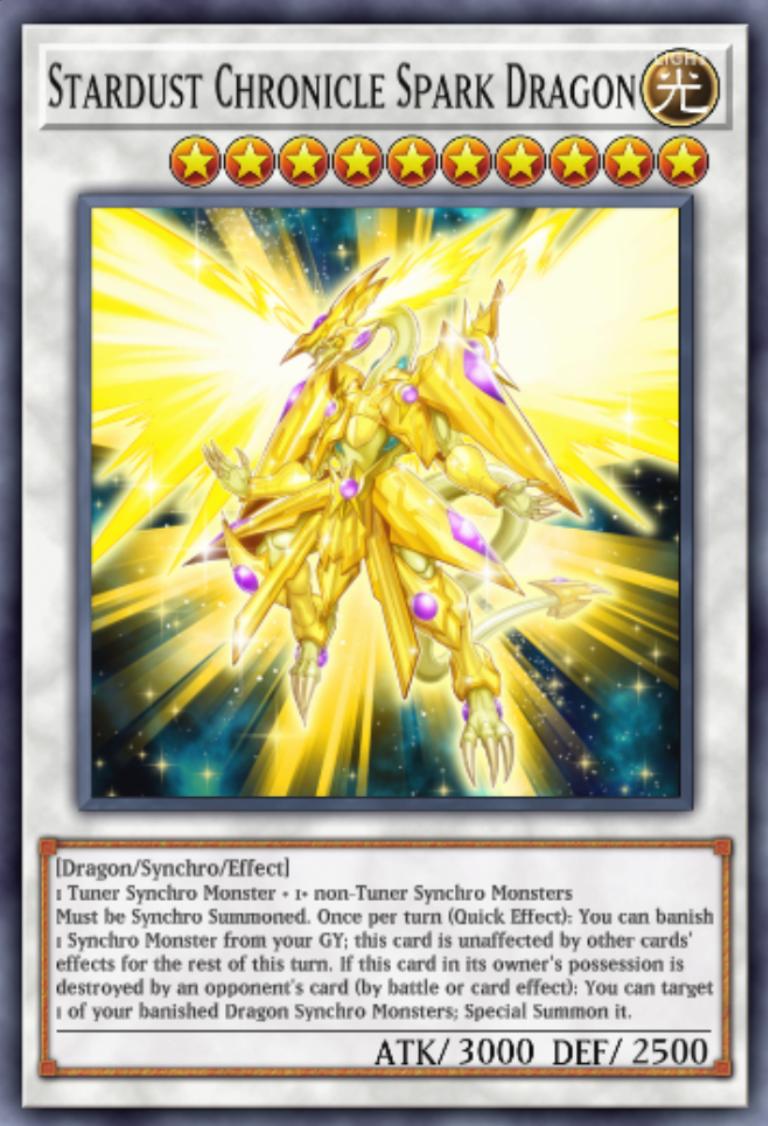 STARDUST CHRONICLE SPARK DRAGON
LIGHT
光
[Dragon/Synchro/Effect]
1 Tuner Synchro Monster + 1+ non-Tuner Synchro Monsters
Must be Synchro Summoned. Once per turn (Quick Effect): You can banish
1 Synchro Monster from your GY; this card is unaffected by other cards'
effects for the rest of this turn. If this card in its owner's possession is
destroyed by an opponent's card (by battle or card effect): You can target
1 of your banished Dragon Synchro Monsters; Special Summon it.
ATK/ 3000 DEF/ 2500